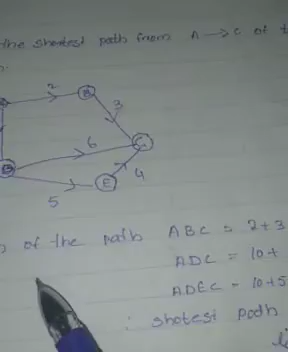 the shortest path from A → C of t
2
B
3
6
C
D
E
4
5
of the path ABC = 2+3
ADC = 10+
ADEC - 10+5
: shotest path